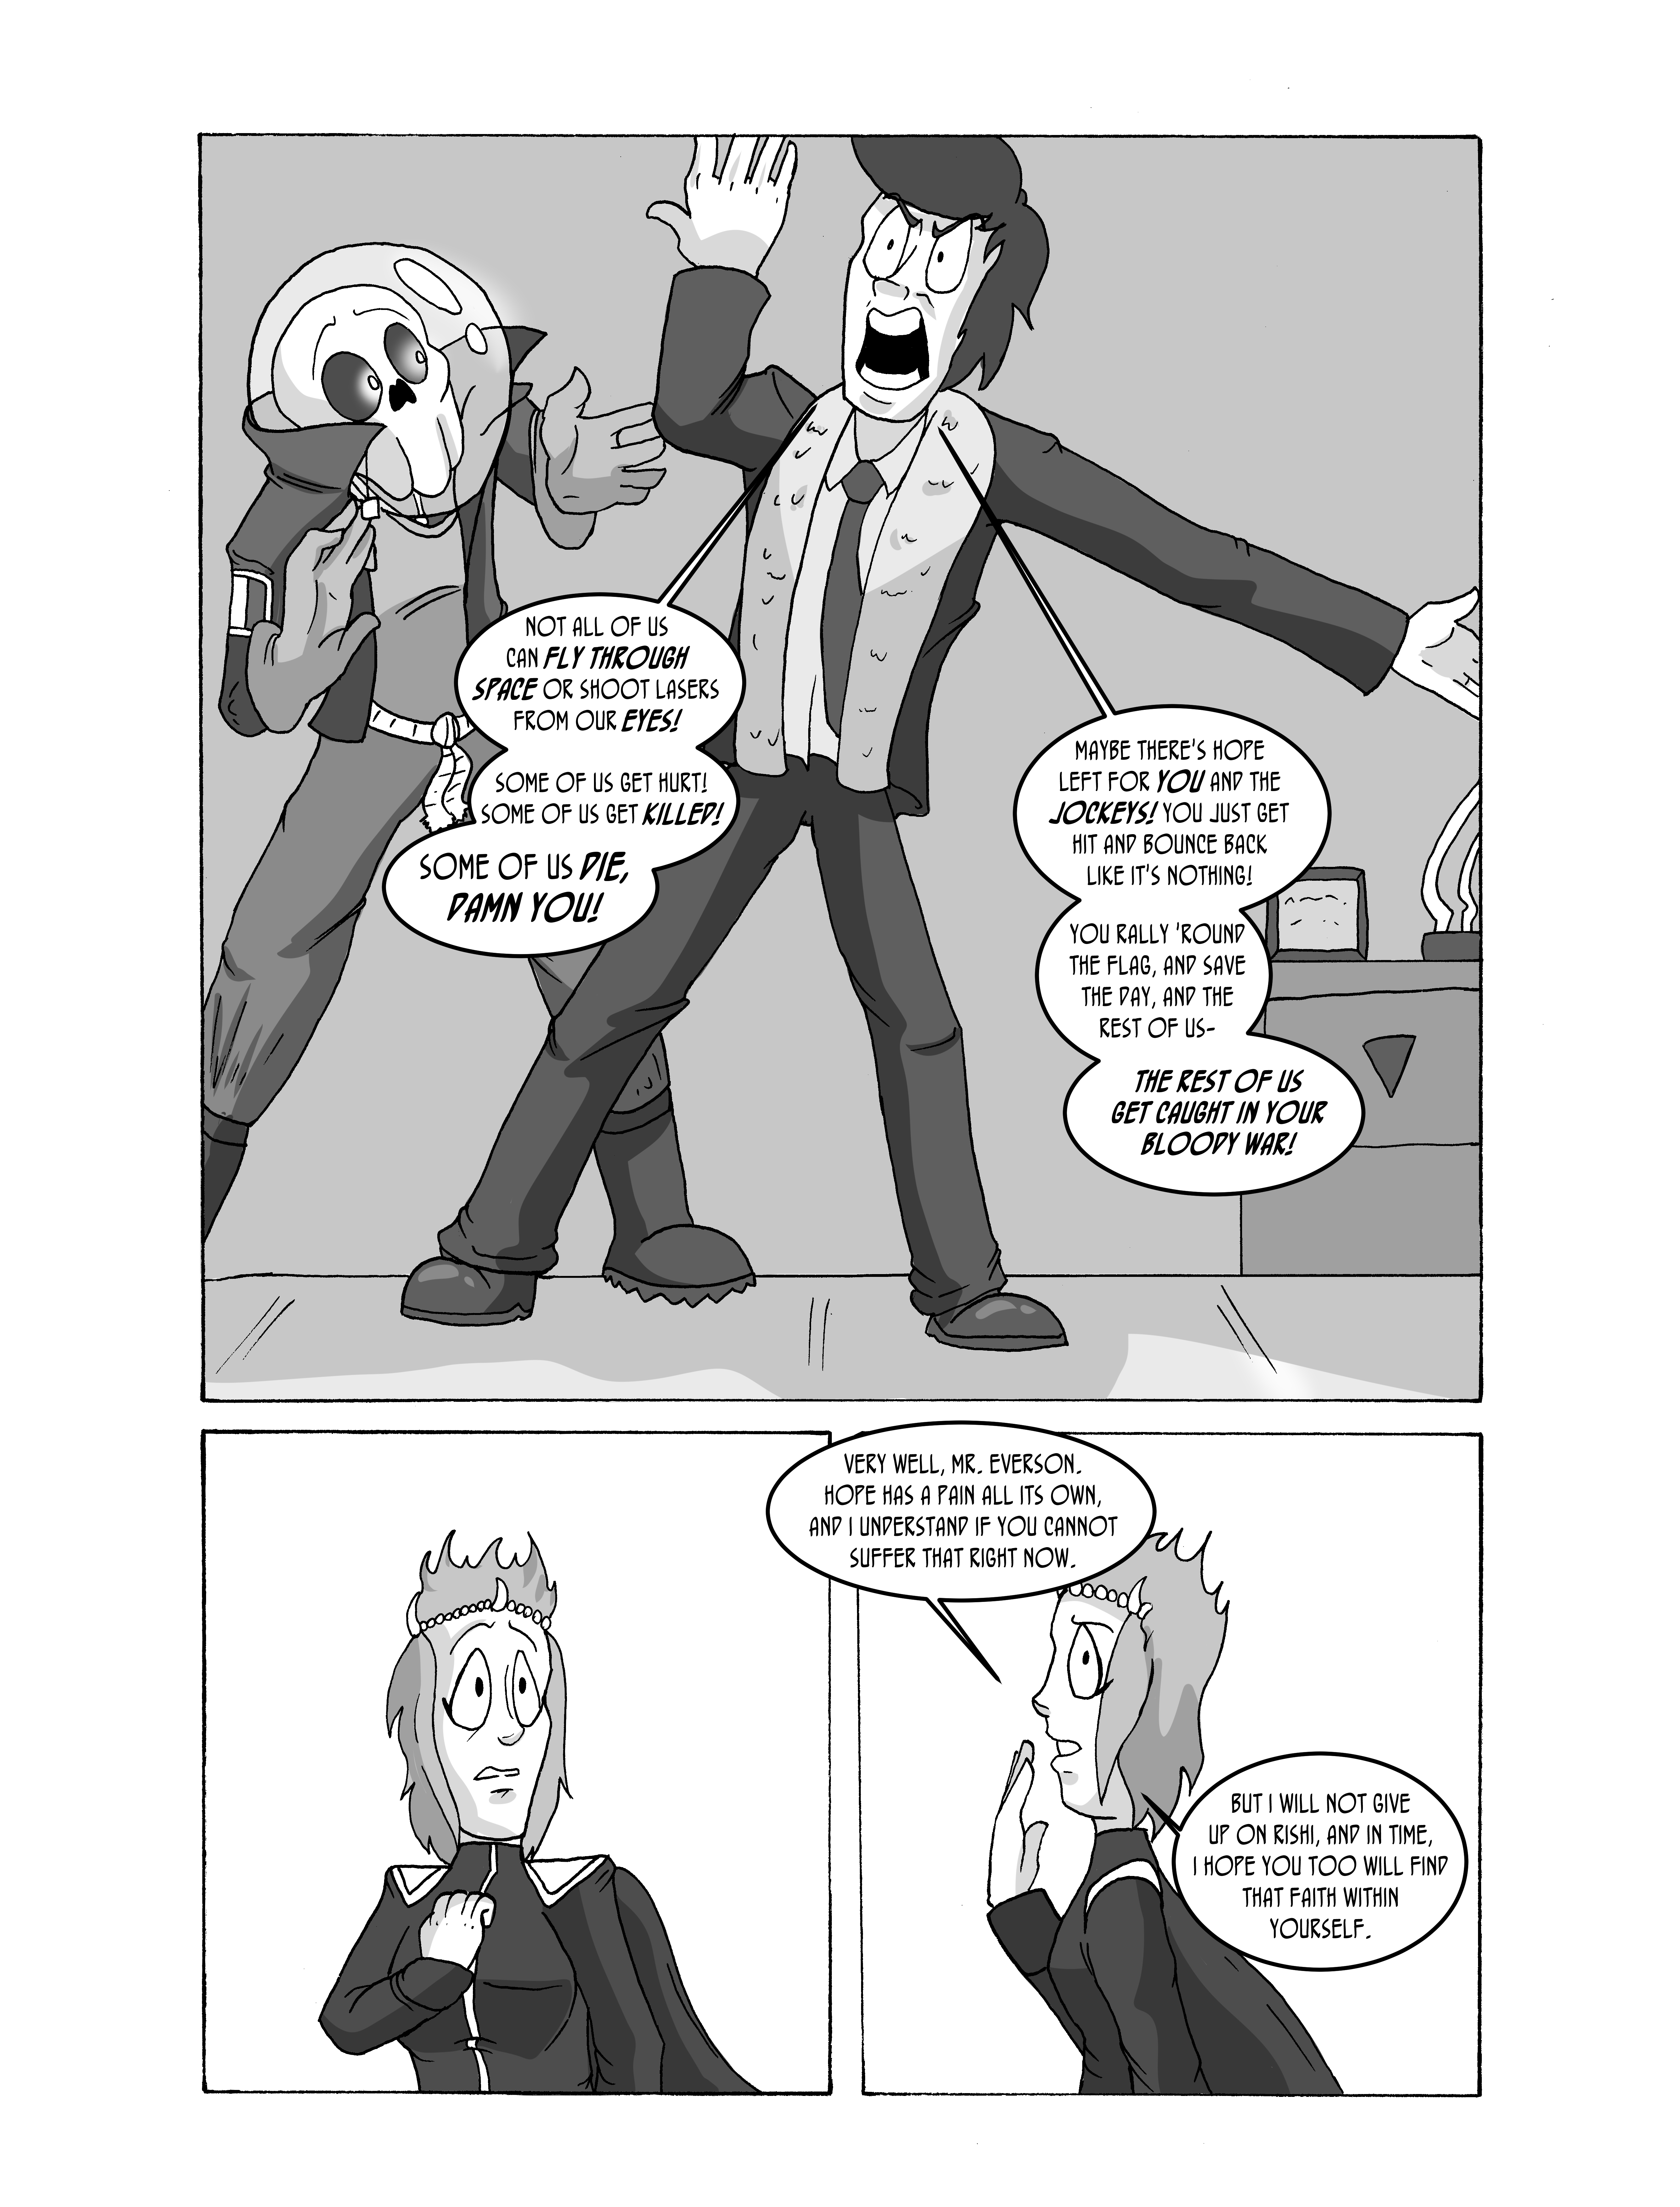 NOT ALL OF US
CAN FLY THROUGH
SPACE OR SHOOT LASERS
FROM OUR EYES!
SOME OF US GET HURT!
SOME OF US GET KILLED!
SOME OF US DIE,
DAMN YOU!
MAYBE THERE'S HOPE
LEFT FOR YOU AND THE
JOCKEYS! YOU JUST GET
HIT AND BOUNCE BACK
LIKE IT'S NOTHING!
YOU RALLY 'ROUND
THE FLAG, AND SAVE
THE DAY, AND THE
REST OF US-
THE REST OF US
GET CAUGHT IN YOUR
BLOODY WAR!
VERY WELL, MR. EVERSON.
HOPE HAS A PAIN ALL ITS OWN,
AND I UNDERSTAND IF YOU CANNOT
SUFFER THAT RIGHT NOW.
BUT I WILL NOT GIVE
UP ON RISHI, AND IN TIME,
I HOPE YOU TOO WILL FIND
THAT FAITH WITHIN
YOURSELF.